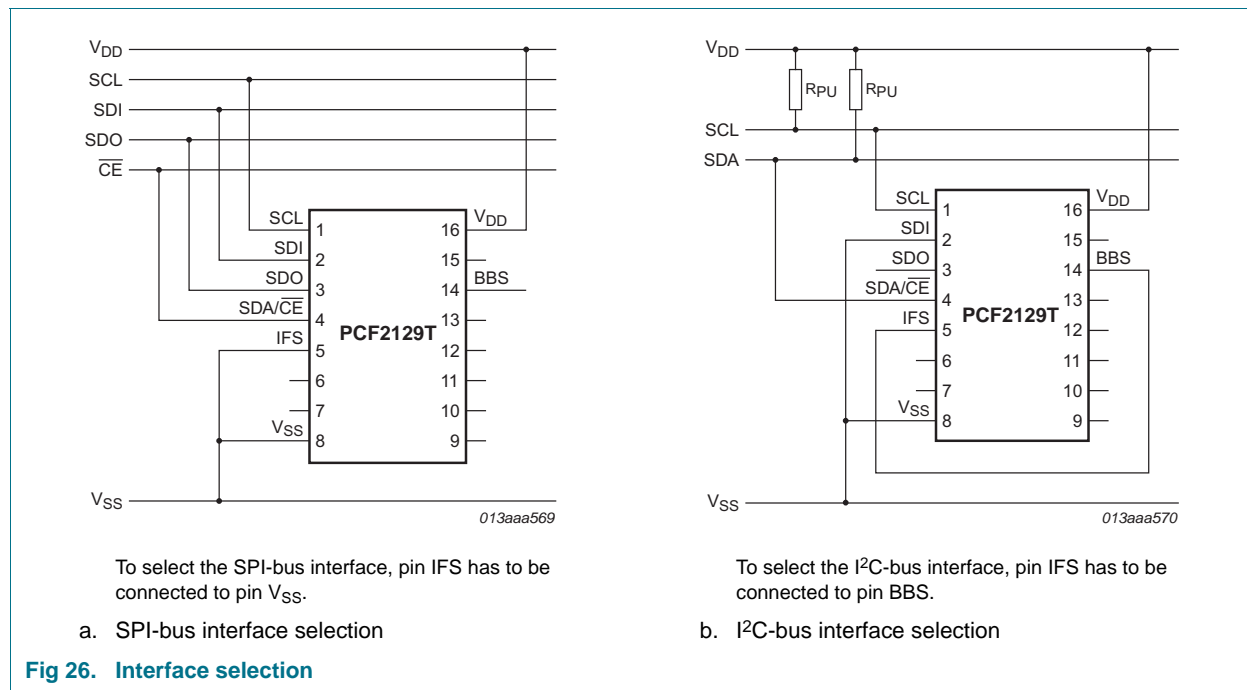 VDD
SCL
SDI
SDO
CE
SCL
SDI
SDO
SDA/CE
IFS
VSS
1
2
3
4
5
6
7
8
PCF2129T
16
15
14
13
12
11
10
9
VDD
BBS
VSS
013aaa569
To select the SPI-bus interface, pin IFS has to be
connected to pin VSS.
a. SPI-bus interface selection
VDD
RPU
RPU
SCL
SDA
SCL
SDI
SDO
SDA/CE
IFS
VSS
1
2
3
4
5
6
7
8
PCF2129T
16
15
14
13
12
11
10
9
VDD
BBS
VSS
013aaa570
To select the I²C-bus interface, pin IFS has to be
connected to pin BBS.
b. I²C-bus interface selection
Fig 26. Interface selection